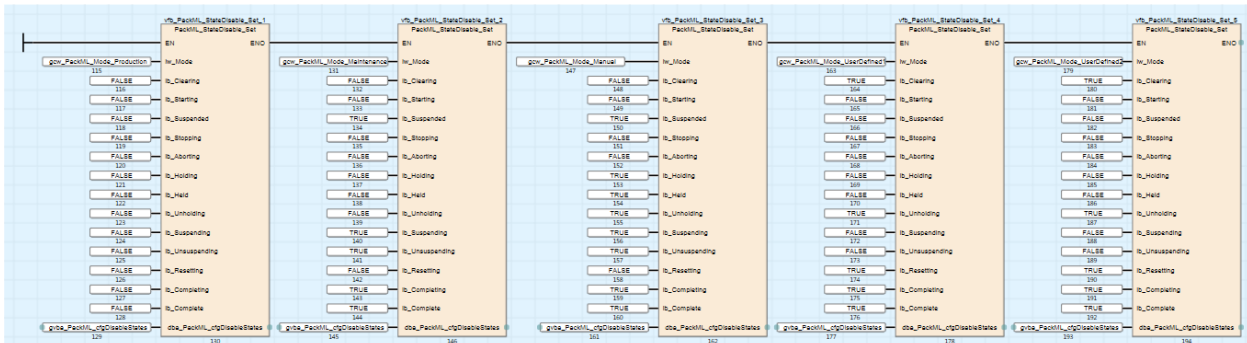 vfb_PackML_StateDisable_Set_1 vfb_PackML_StateDisable_Set_2 vfb_PackML_StateDisable_Set_3 vfb_PackML_StateDisable_Set_4 vfb_PackML_StateDisable_Set_5
PackML_StateDisable_Set PackML_StateDisable_Set PackML_StateDisable_Set PackML_StateDisable_Set PackML_StateDisable_Set
EN ENO EN ENO EN ENO EN ENO EN ENO
gcw_PackML_Mode_Production iw_Mode gcw_PackML_Mode_Maintenance iw_Mode gcw_PackML_Mode_Manual iw_Mode gcw_PackML_Mode_UserDefined1 iw_Mode gcw_PackML_Mode_UserDefined2 iw_Mode
115 131 147 163 179
FALSE ib_Clearing FALSE ib_Clearing FALSE ib_Clearing TRUE ib_Clearing TRUE ib_Clearing
116 132 148 164 180
FALSE ib_Starting FALSE ib_Starting FALSE ib_Starting FALSE ib_Starting FALSE ib_Starting
117 133 149 165 181
FALSE ib_Suspended TRUE ib_Suspended TRUE ib_Suspended FALSE ib_Suspended FALSE ib_Suspended
118 134 150 166 182
FALSE ib_Stopping FALSE ib_Stopping FALSE ib_Stopping FALSE ib_Stopping FALSE ib_Stopping
119 135 151 167 183
FALSE ib_Aborting FALSE ib_Aborting FALSE ib_Aborting FALSE ib_Aborting FALSE ib_Aborting
120 136 152 168 184
FALSE ib_Holding FALSE ib_Holding TRUE ib_Holding FALSE ib_Holding FALSE ib_Holding
121 137 153 169 185
FALSE ib_Held FALSE ib_Held TRUE ib_Held FALSE ib_Held FALSE ib_Held
122 138 154 170 186
FALSE ib_Unholding FALSE ib_Unholding TRUE ib_Unholding TRUE ib_Unholding TRUE ib_Unholding
123 139 155 171 187
FALSE ib_Suspending TRUE ib_Suspending TRUE ib_Suspending FALSE ib_Suspending FALSE ib_Suspending
124 140 156 172 188
FALSE ib_Unsuspending TRUE ib_Unsuspending TRUE ib_Unsuspending FALSE ib_Unsuspending FALSE ib_Unsuspending
125 141 157 173 189
FALSE ib_Resetting FALSE ib_Resetting FALSE ib_Resetting TRUE ib_Resetting TRUE ib_Resetting
126 142 158 174 190
FALSE ib_Completing TRUE ib_Completing TRUE ib_Completing TRUE ib_Completing TRUE ib_Completing
127 143 159 175 191
FALSE ib_Complete TRUE ib_Complete TRUE ib_Complete TRUE ib_Complete TRUE ib_Complete
128 144 160 176 192
gvba_PackML_cfgDisableStates dba_PackML_cfgDisableStates gvba_PackML_cfgDisableStates dba_PackML_cfgDisableStates gvba_PackML_cfgDisableStates dba_PackML_cfgDisableStates gvba_PackML_cfgDisableStates dba_PackML_cfgDisableStates gvba_PackML_cfgDisableStates dba_PackML_cfgDisableStates
129 130 145 146 161 162 177 178 193 194